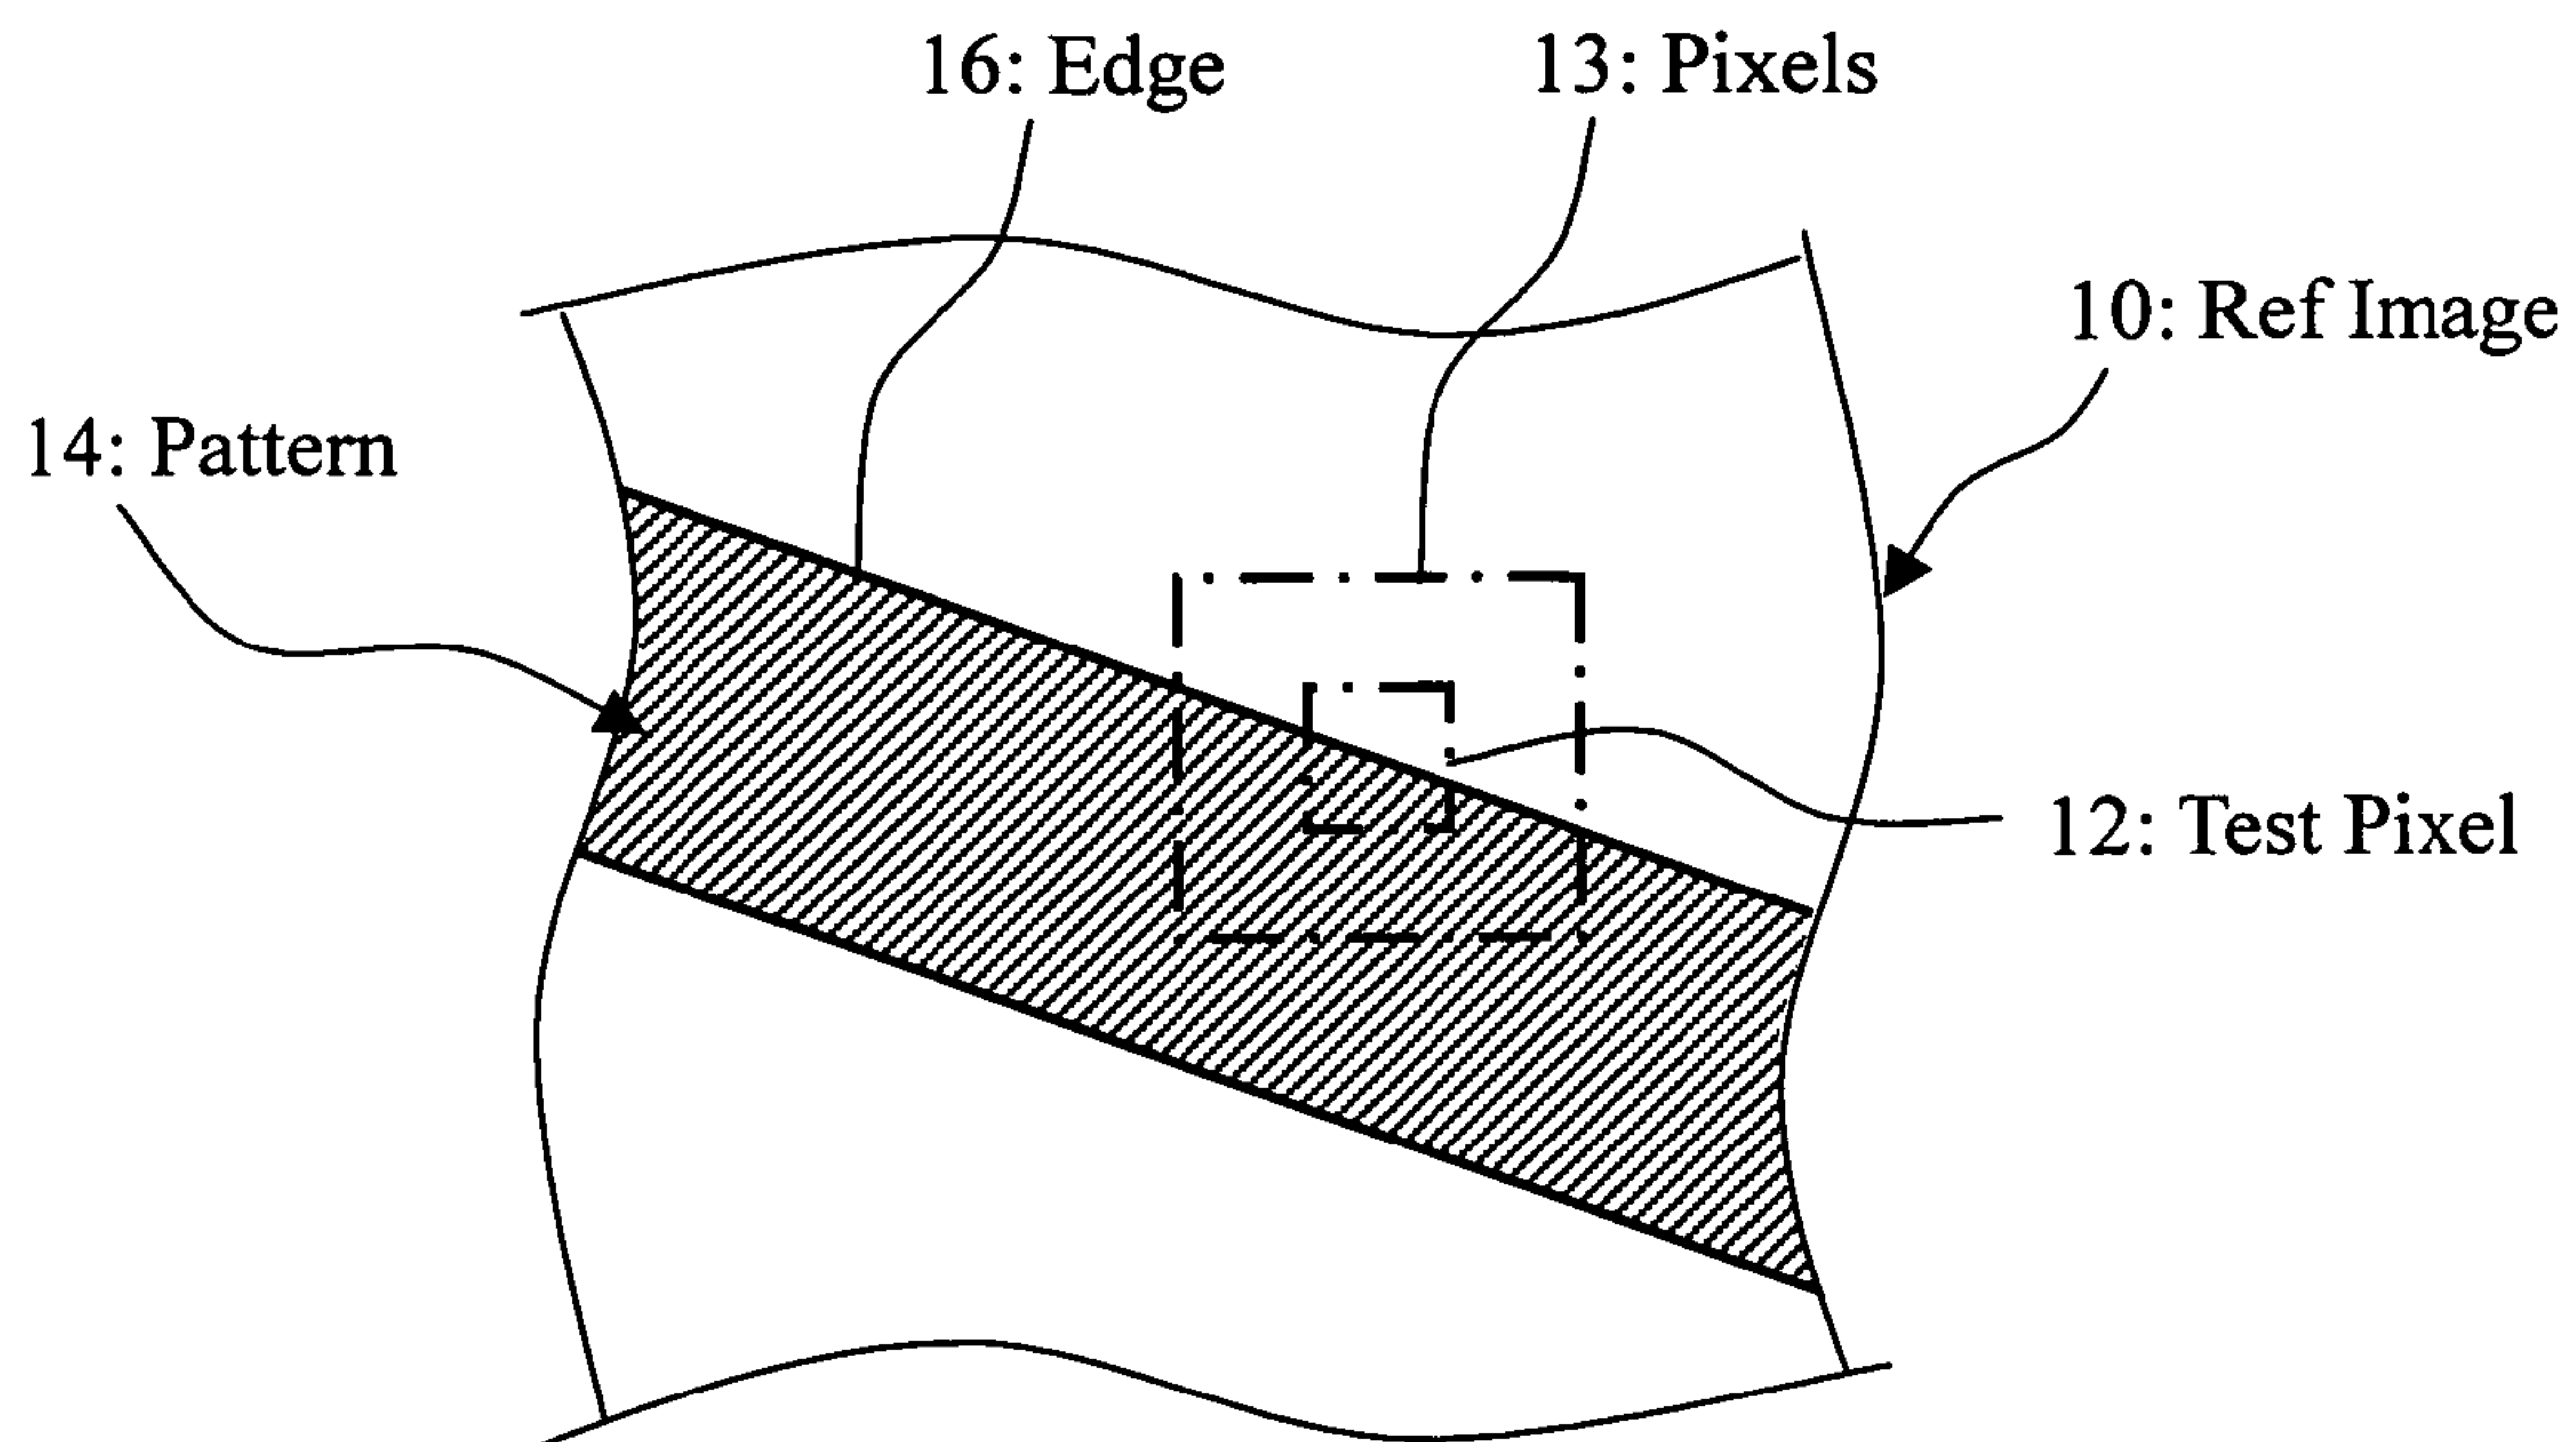 16: Edge
13: Pixels
10: Ref Image
14: Pattern
12: Test Pixel